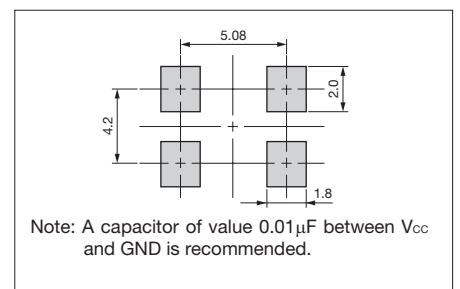 5.08
2.0
4.2
1.8
Note: A capacitor of value 0.01μF between Vcc
and GND is recommended.